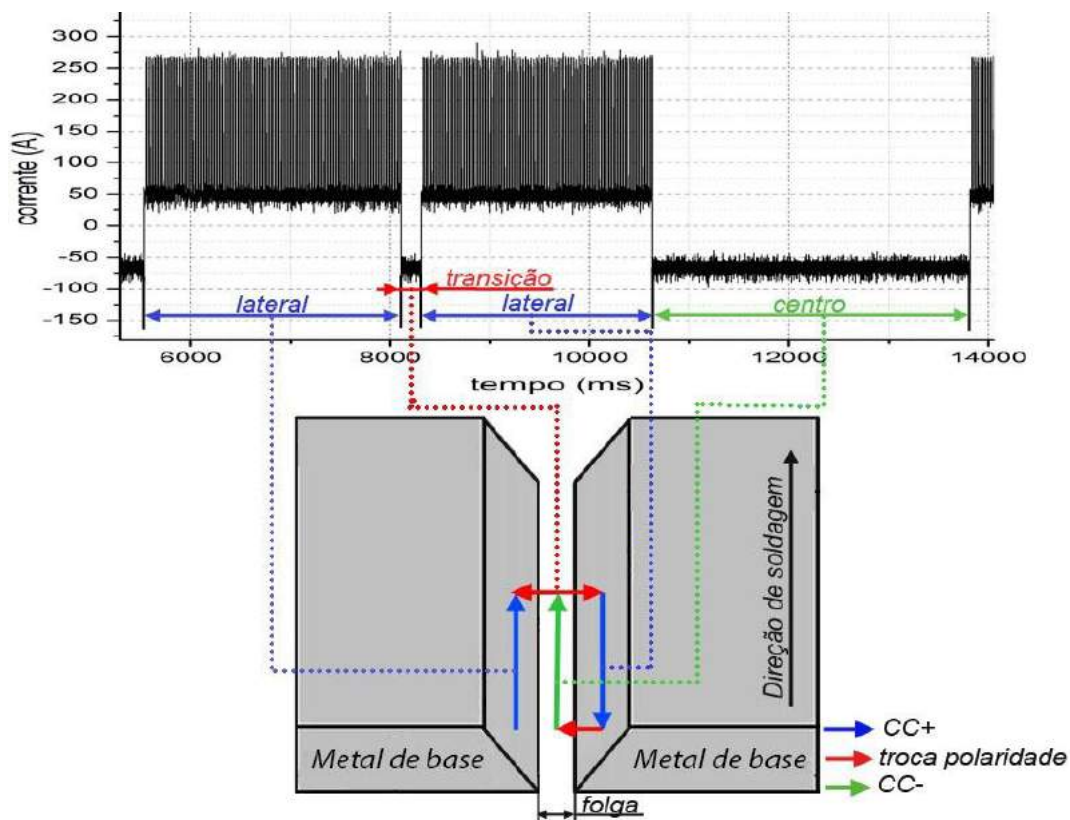 corrente (A)
300
250
200
150
100
50
0
-50
-100
-150
transição
lateral
lateral
centro
6000
8000
10000
12000
14000
tempo (ms)
Direção de soldagem
Metal de base
Metal de base
folga
CC+
troca polaridade
CC-